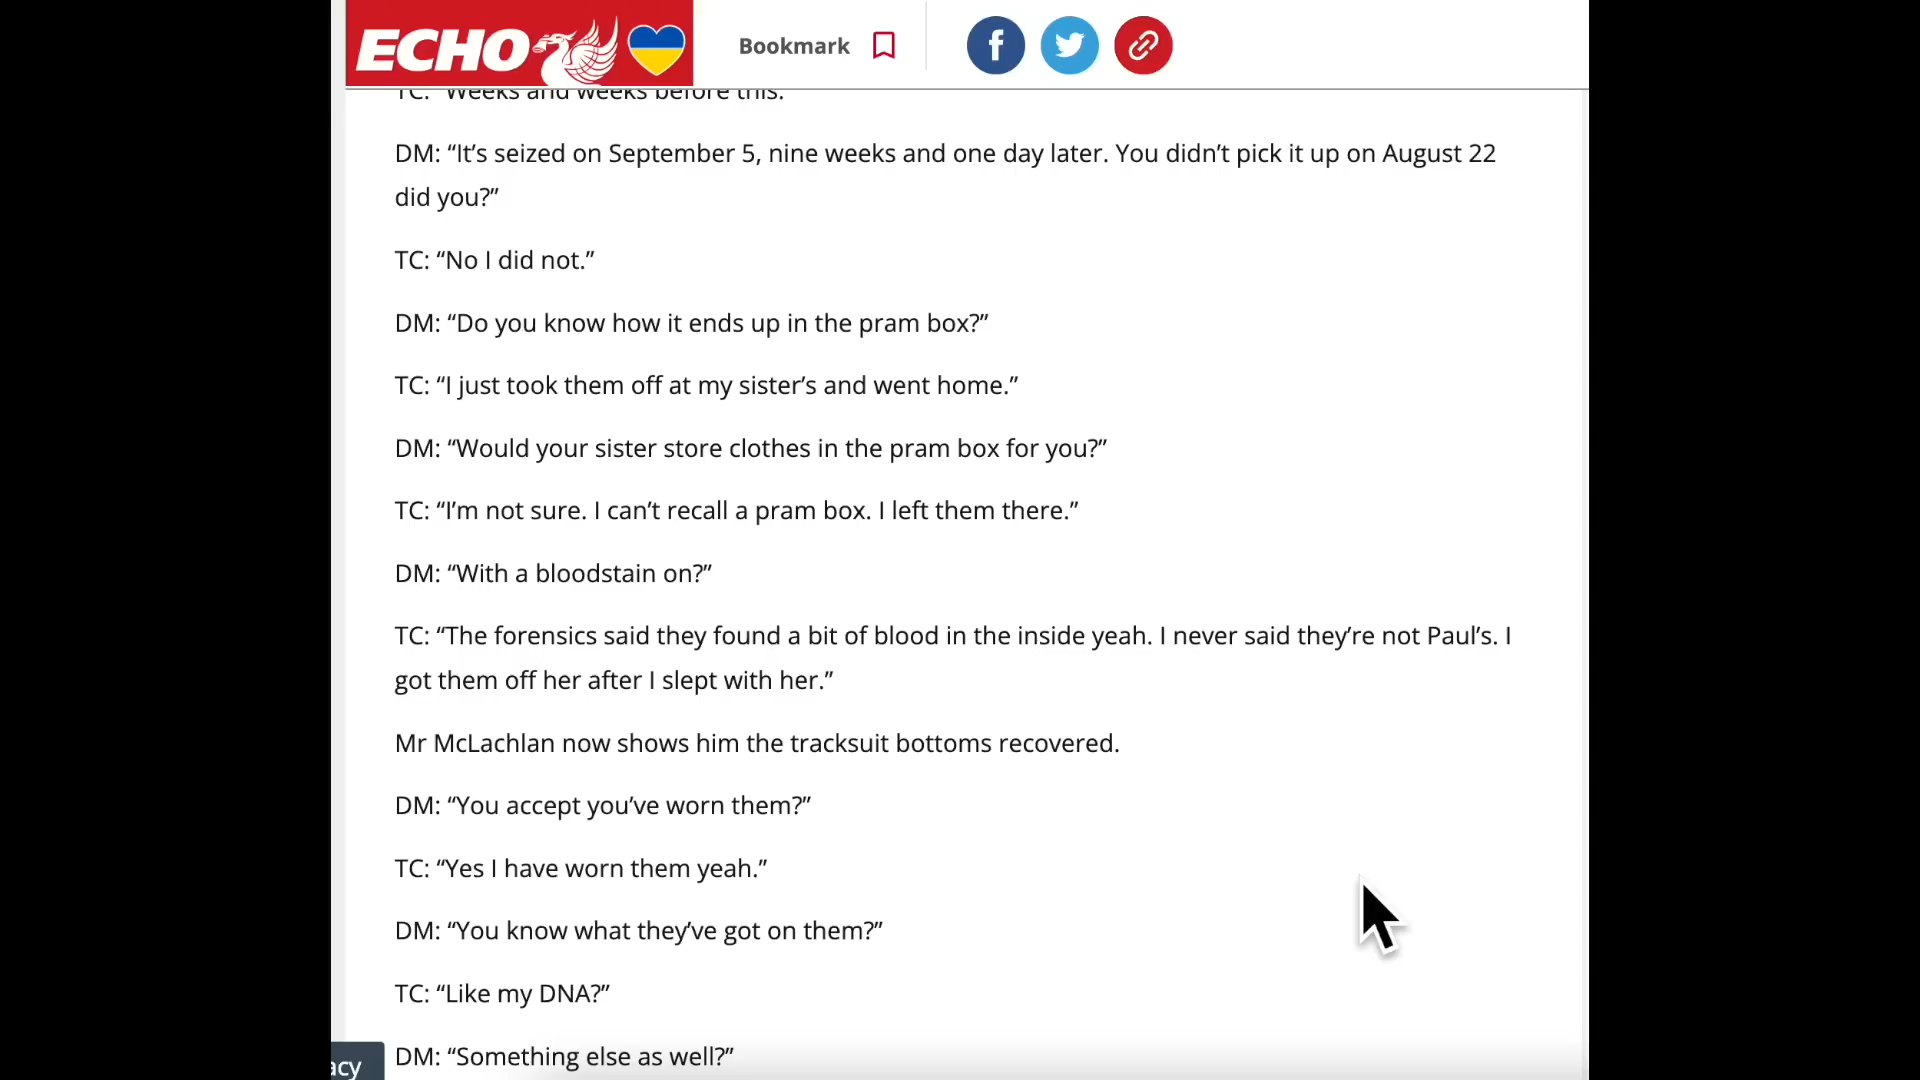 ECHO
Bookmark
TC: “Weeks and weeks before this.”
DM: “It’s seized on September 5, nine weeks and one day later. You didn’t pick it up on August 22
did you?”
TC: “No I did not.”
DM: “Do you know how it ends up in the pram box?”
TC: “I just took them off at my sister’s and went home.”
DM: “Would your sister store clothes in the pram box for you?”
TC: “I’m not sure. I can’t recall a pram box. I left them there.”
DM: “With a bloodstain on?”
TC: “The forensics said they found a bit of blood in the inside yeah. I never said they’re not Paul’s. I
got them off her after I slept with her.”
Mr McLachlan now shows him the tracksuit bottoms recovered.
DM: “You accept you’ve worn them?”
TC: “Yes I have worn them yeah.”
DM: “You know what they’ve got on them?”
TC: “Like my DNA?”
acy
DM: “Something else as well?”